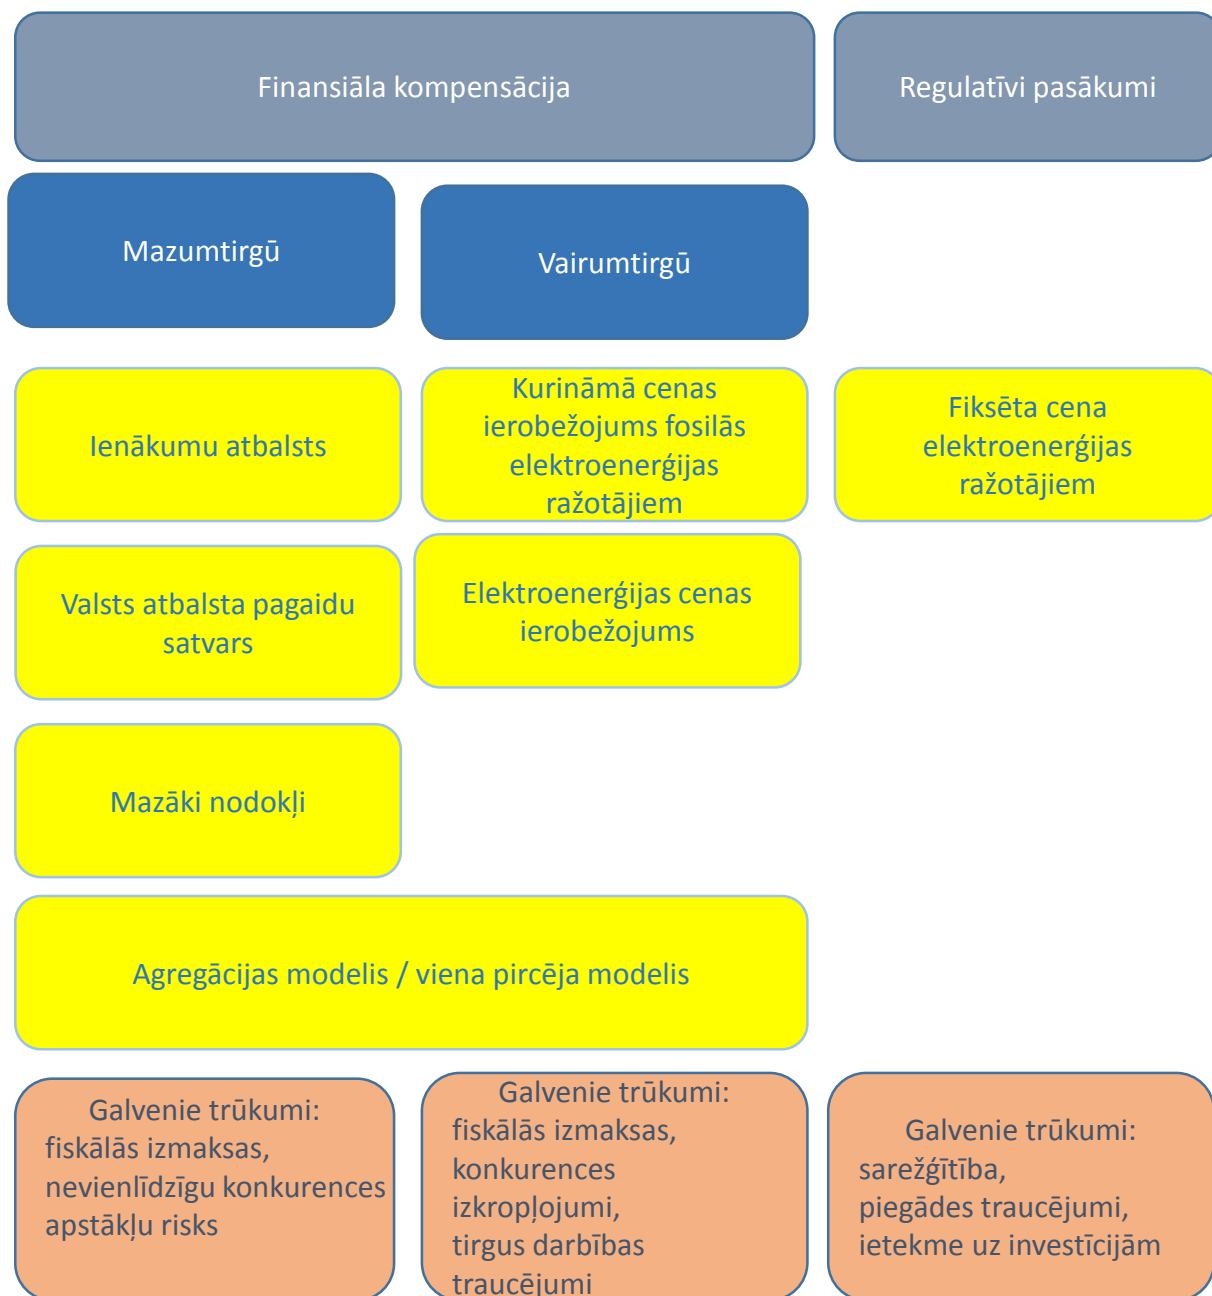 Finansiāla kompensācija
Regulatīvi pasākumi
Mazumtirgū
Vairumtirgū
Ienākumu atbalsts
Kurināmā cenas
ierobežojums fosilās
elektroenerģijas
ražotājiem
Fiksēta cena
elektroenerģijas
ražotājiem
Valsts atbalsta pagaidu
satvars
Elektroenerģijas cenas
ierobežojums
Mazāki nodokļi
Agregācijas modelis / viena pircēja modelis
Galvenie trūkumi:
fiskālās izmaksas,
nevienlīdzīgu konkurences
apstākļu risks
Galvenie trūkumi:
fiskālās izmaksas,
konkurences
izkropļojumi,
tirgus darbības
traucējumi
Galvenie trūkumi:
sarežģītība,
piegādes traucējumi,
ietekme uz investīcijām